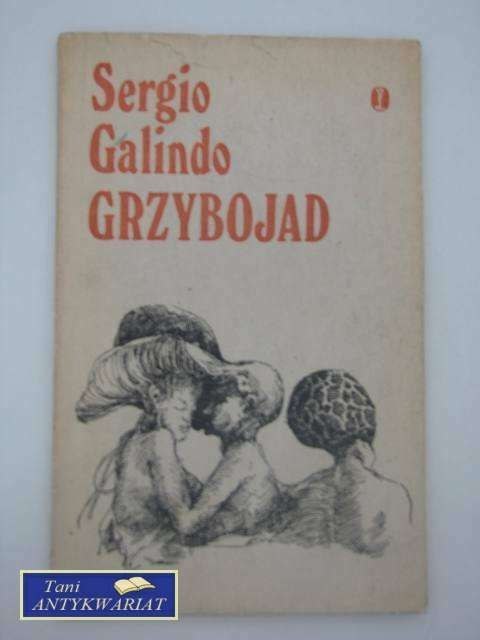 Sergio
Galindo
GRZYBOJAD
Tani
ANTYKWARIAT